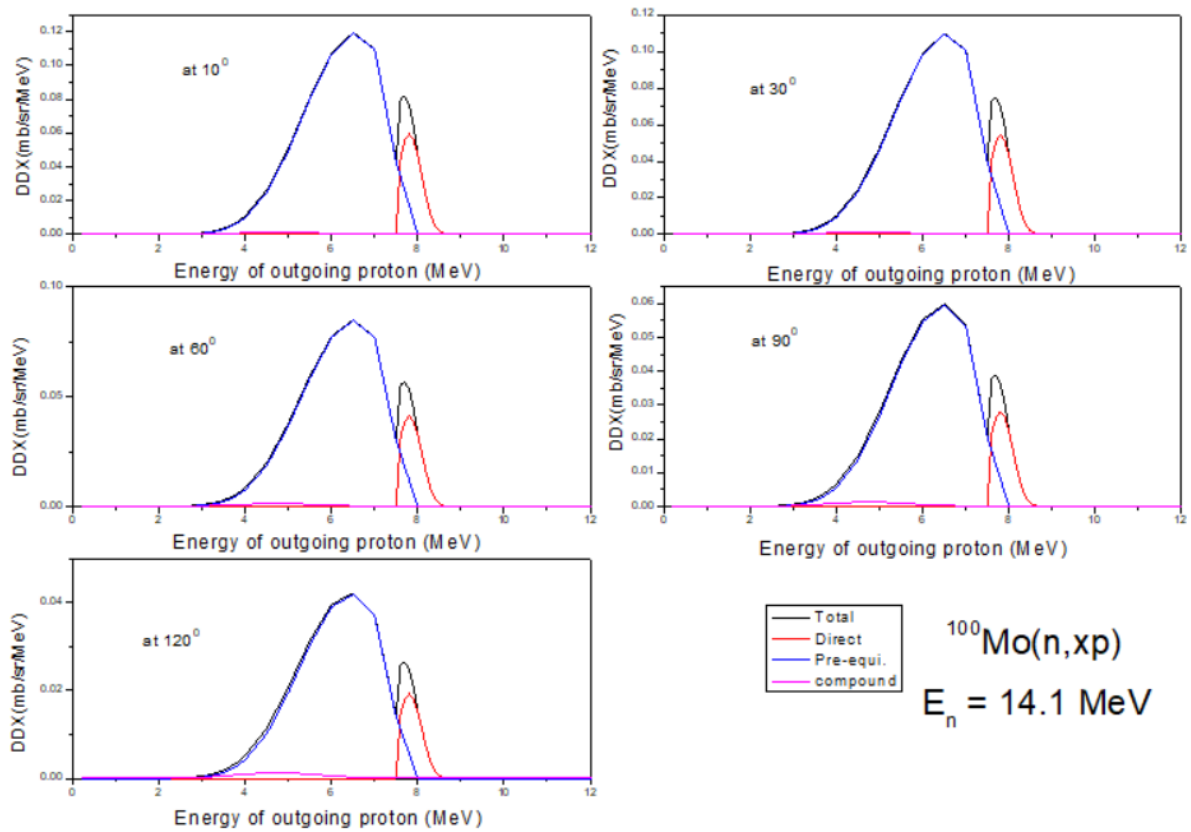 0.12
0.10
0.08
0.06
0.04
0.02
0.00
DDX(mb/sr/MeV)
at 10⁰
0 2 4 6 8 10 12
Energy of outgoing proton (MeV)
0.12
0.10
0.08
0.06
0.04
0.02
0.00
DDX(mb/sr/MeV)
at 30⁰
0 2 4 6 8 10 12
Energy of outgoing proton (MeV)
0.10
0.05
0.00
DDX(mb/sr/MeV)
at 60⁰
0 2 4 6 8 10 12
Energy of outgoing proton (MeV)
0.06
0.05
0.04
0.03
0.02
0.01
0.00
DDX(mb/sr/MeV)
at 90⁰
0 2 4 6 8 10 12
Energy of outgoing proton (MeV)
0.04
0.02
0.00
DDX(mb/sr/MeV)
at 120⁰
0 2 4 6 8 10 12
Energy of outgoing proton (MeV)
Total
Direct
Pre-equi.
compound
¹⁰⁰Mo(n,xp)
Eₙ = 14.1 MeV